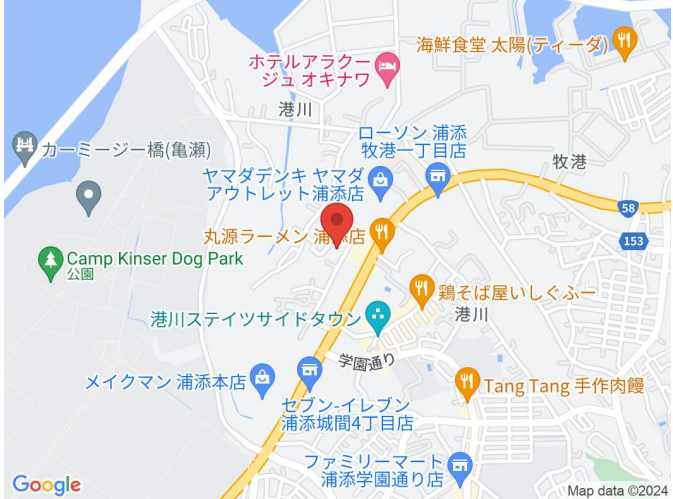 海鮮食堂 太陽(ティーダ)
ホテルアラクー
ジュ オキナワ
港川
ローソン 浦添
牧港一丁目店
カーミージー橋(亀瀬)
牧港
ヤマダデンキ ヤマダ
アウトレット浦添店
58
丸源ラーメン 浦添店
153
Camp Kinser Dog Park
公園
鶏そば屋いしぐふー
港川ステイツサイドタウン
港川
学園通り
メイクマン 浦添本店
Tang Tang 手作肉饅
セブン-イレブン
浦添城間4丁目店
ファミリーマート
浦添学園通り店
Google
Map data ©2024